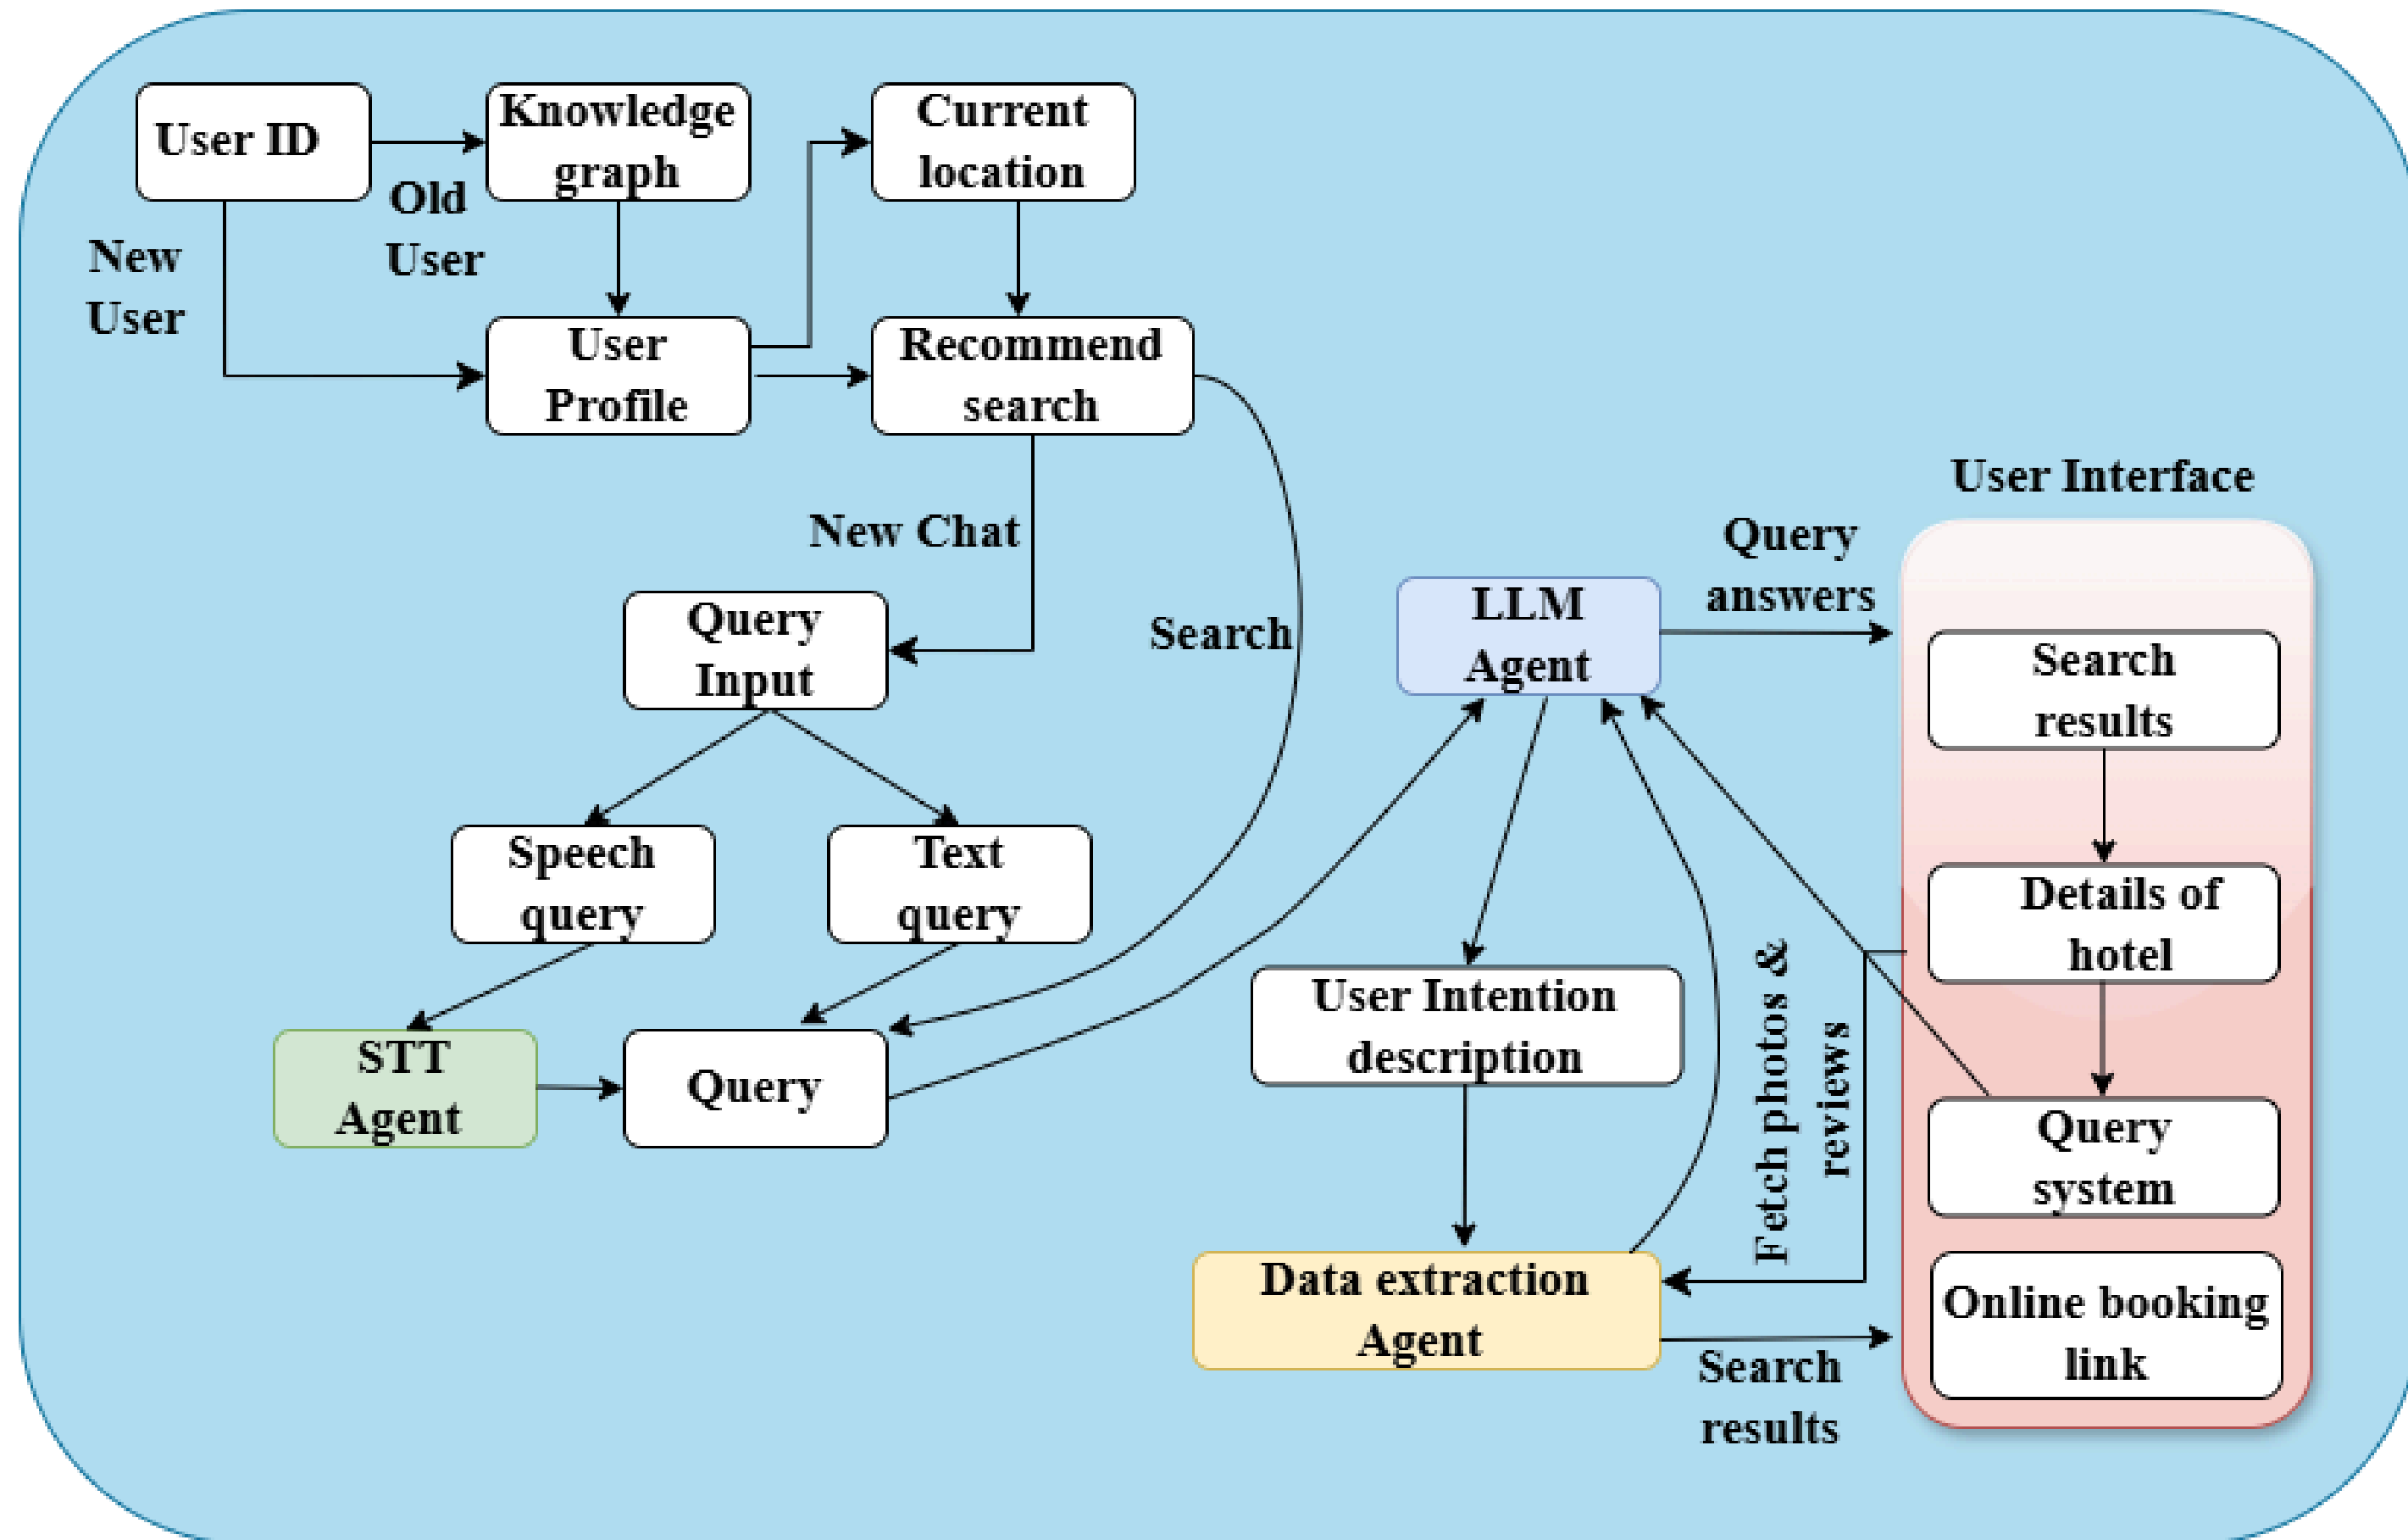 User ID
Knowledge
graph
Current
location
Old
User
New
User
User
Profile
Recommend
search
New Chat
Search
Query
Input
Speech
query
Text
query
STT
Agent
Query
LLM
Agent
Query
answers
User Intention
description
Data extraction
Agent
Fetch photos &
reviews
Search
results
User Interface
Search
results
Details of
hotel
Query
system
Online booking
link